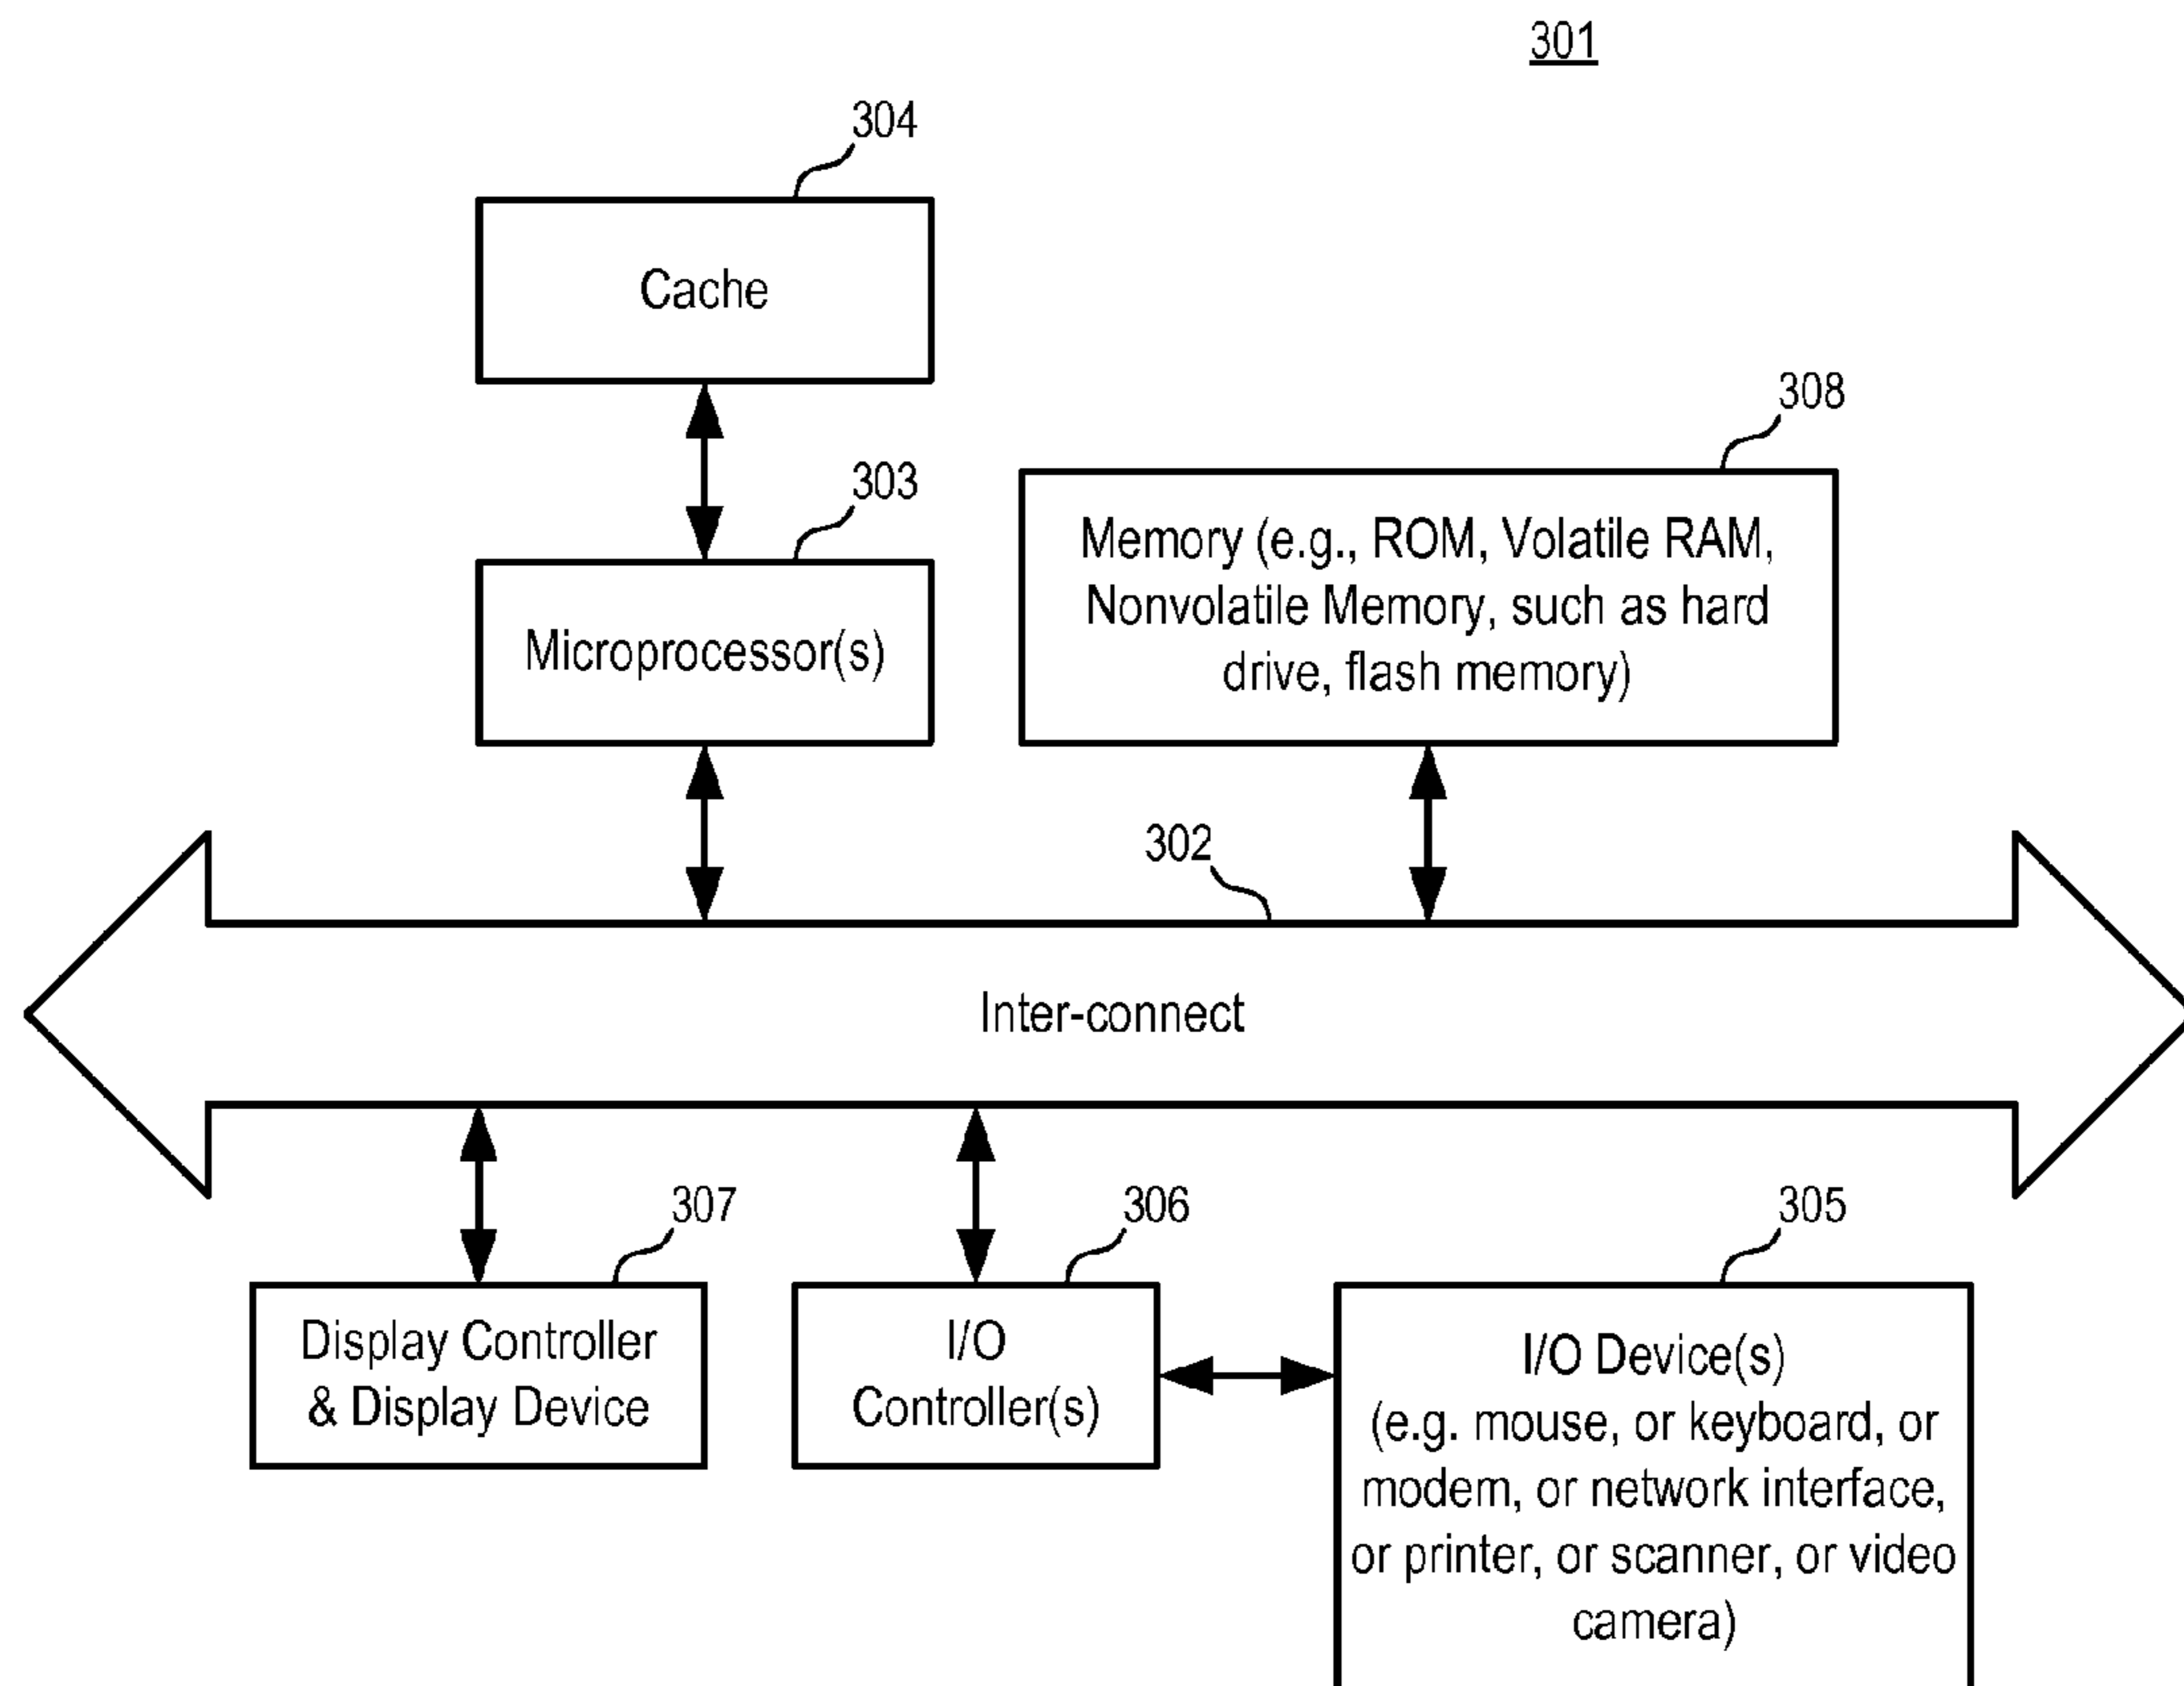 301
304
Cache
303
Microprocessor(s)
308
Memory (e.g., ROM, Volatile RAM,
Nonvolatile Memory, such as hard
drive, flash memory)
302
Inter-connect
307
Display Controller
& Display Device
306
I/O
Controller(s)
305
I/O Device(s)
(e.g. mouse, or keyboard, or
modem, or network interface,
or printer, or scanner, or video
camera)